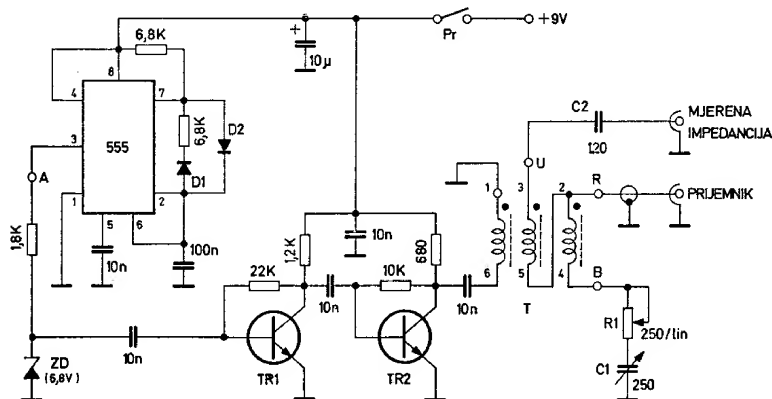 +9V
Pr
6,8K
+
10µ
8
4
7
555
6,8K
D2
3
A
D1
1
2
5
6
1,8K
10n
100n
C2
120
MJERENA
IMPEDANCIJA
U
1
3
2
R
PRIJEMNIK
1,2K
10n
680
22K
10n
10K
10n
6
5
4
B
T
R1
250/lin
C1
250
10n
ZD
(6,8V)
TR1
TR2